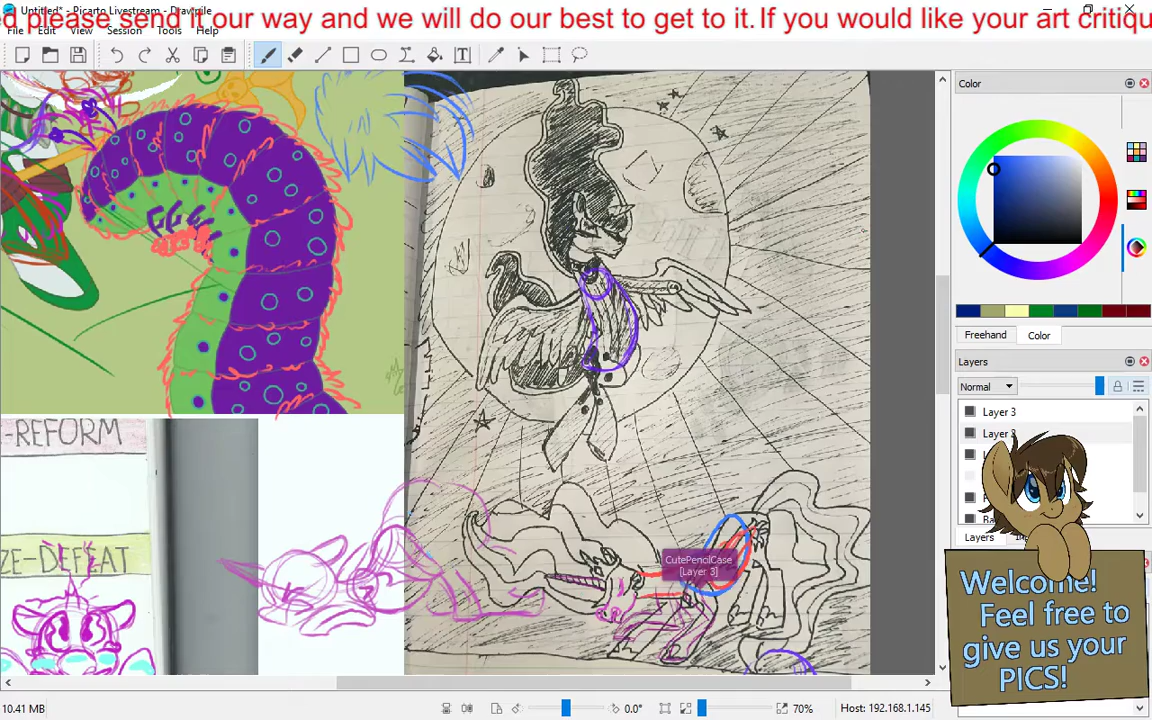 Untitled* - Picarto Livestream - Drawpile
ed please send it our way and we will do our best to get to it. If you would like your art critiqu
File Edit View Session Tools Help
Color
Freehand Color
Layers
Normal
Layer 3
Layer
Layers
-REFORM
ZE-DEFEAT
CutePencilCase
[Layer 3]
Welcome!
Feel free to
give us your
PICS!
10.41 MB
0.0°
70%
Host: 192.168.1.145